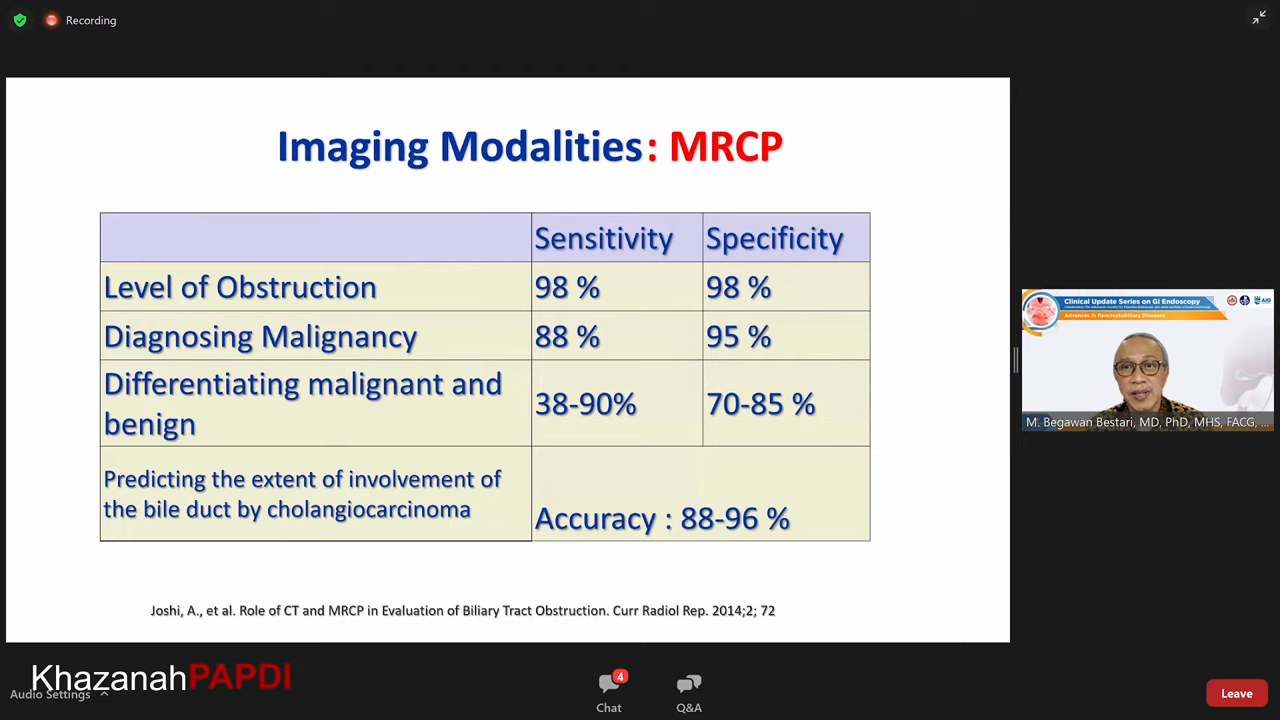 Recording
Imaging Modalities: MRCP
Sensitivity Specificity
Level of Obstruction 98 % 98 %
Diagnosing Malignancy 88 % 95 %
Differentiating malignant and
benign
38-90% 70-85 %
Predicting the extent of involvement of
the bile duct by cholangiocarcinoma
Accuracy : 88-96 %
Joshi, A., et al. Role of CT and MRCP in Evaluation of Biliary Tract Obstruction. Curr Radiol Rep. 2014;2; 72
Clinical Update Series on GI Endoscopy
Advances in Pancreatobiliary Diseases
AIG
M. Begawan Bestari, MD, PhD, MHS, FACG, ...
KhazanahPAPDI
Audio Settings
4
Chat
Q&A
Leave